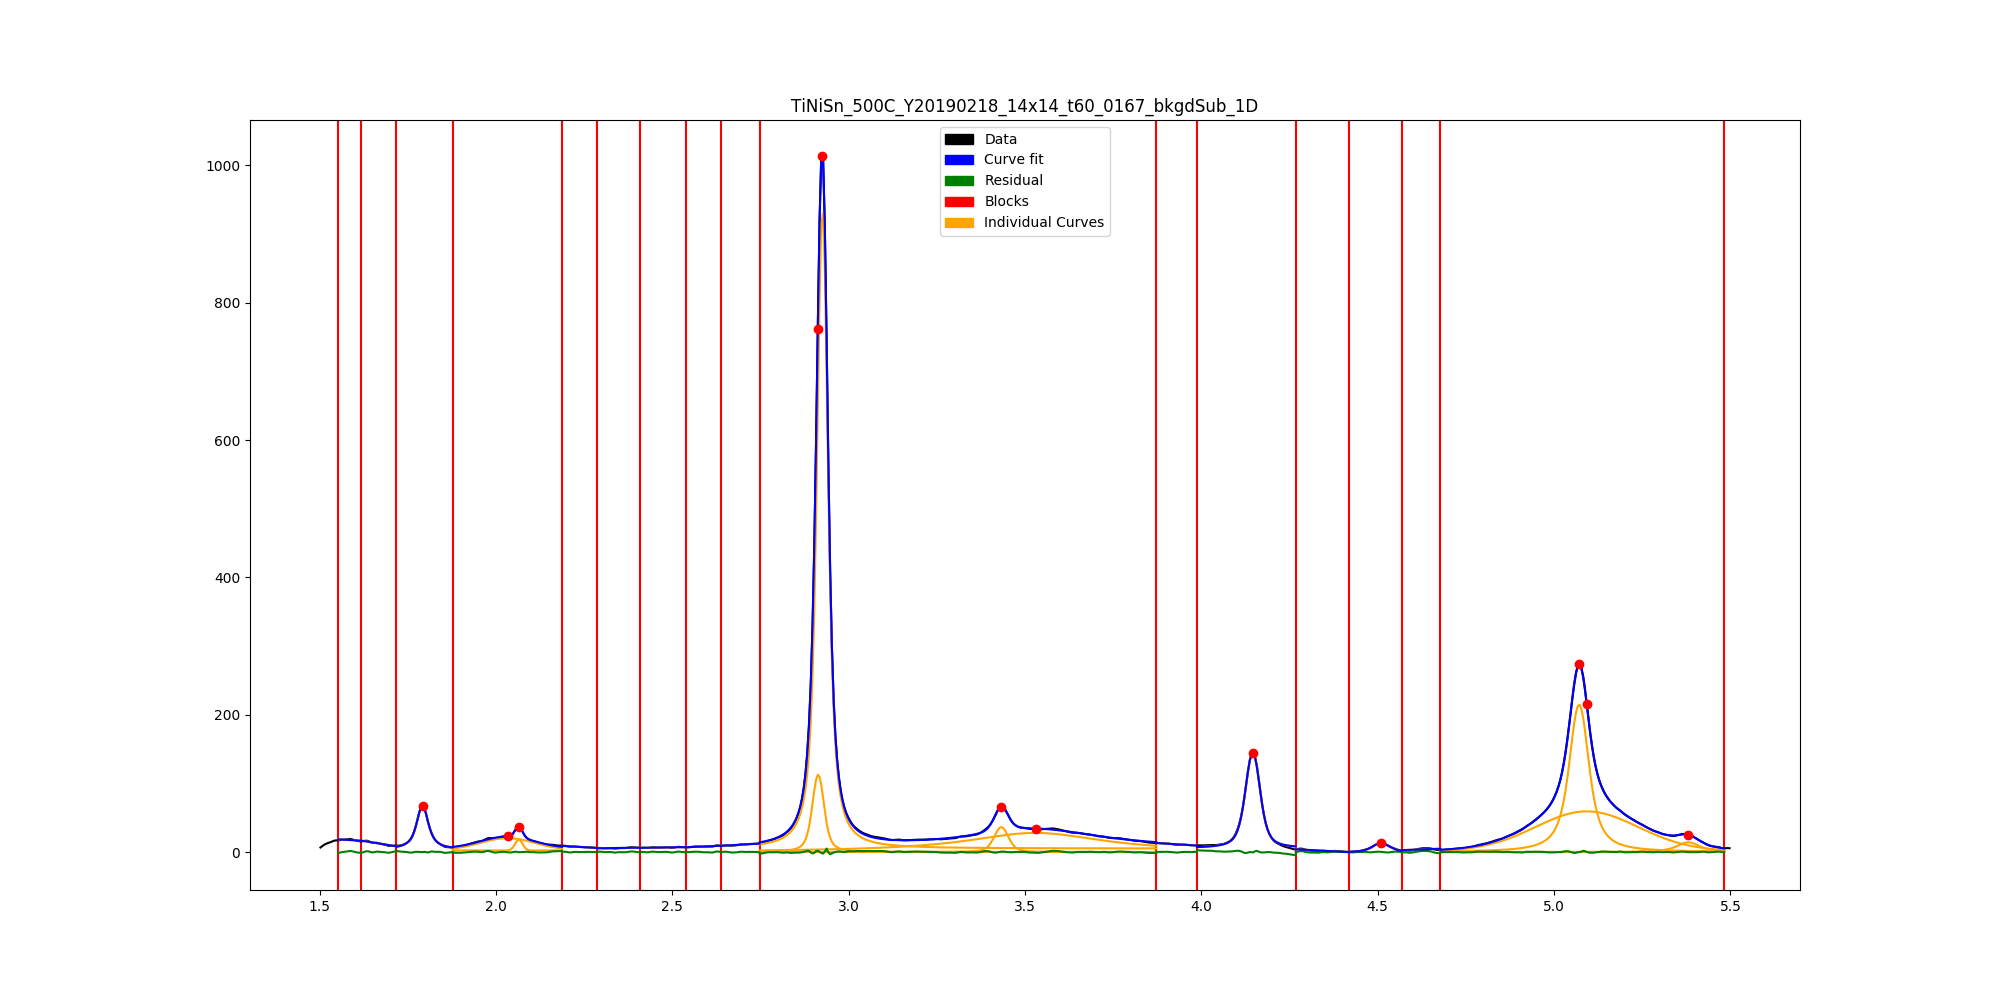 TiNiSn_500C_Y20190218_14x14_t60_0167_bkgdSub_1D
Data
Curve fit
Residual
Blocks
Individual Curves
1000
800
600
400
200
0
1.5 2.0 2.5 3.0 3.5 4.0 4.5 5.0 5.5